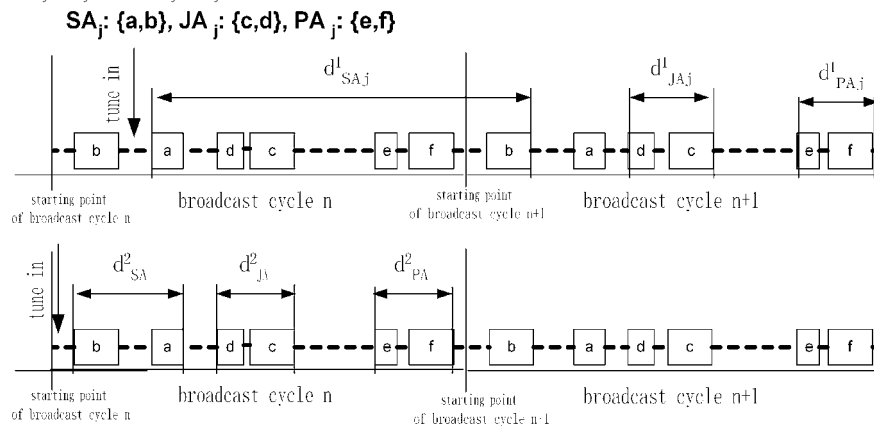 SAj: {a,b}, JA j: {c,d}, PA j: {e,f}
tune in
d1SAj
d1JAj
d1PAj
b a d c e f b a d c e f
starting point
of broadcast cycle n
broadcast cycle n
starting point
of broadcast cycle n+1
broadcast cycle n+1
tune in
d2SA
d2JA
d2PA
b a d c e f b a d c e f
starting point
of broadcast cycle n
broadcast cycle n
starting point
of broadcast cycle n+1
broadcast cycle n+1